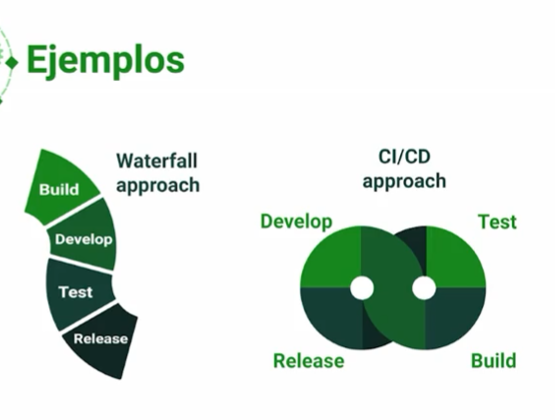 Ejemplos
Waterfall
approach
Build
Develop
Test
Release
CI/CD
approach
Develop
Test
Release
Build